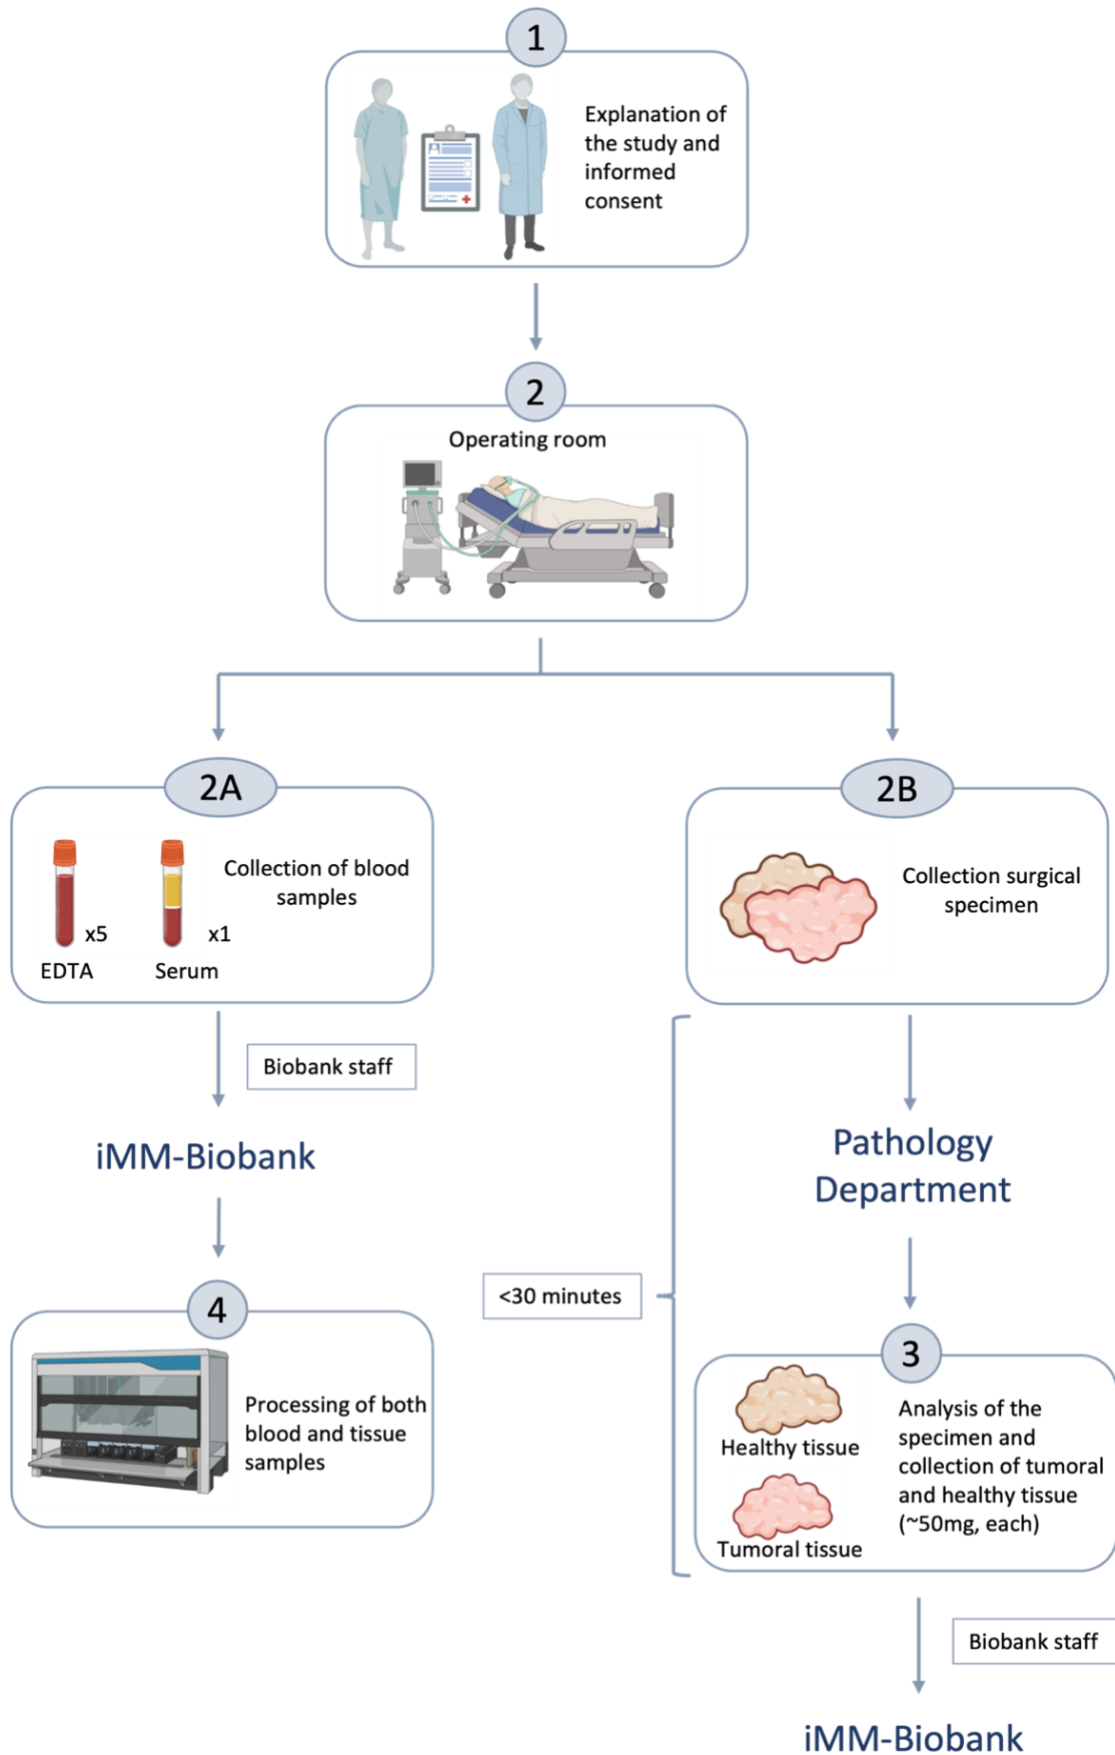 1
Explanation of
the study and
informed
consent
2
Operating room
2A
Collection of blood
samples
x5
x1
EDTA
Serum
2B
Collection surgical
specimen
Biobank staff
iMM-Biobank
Pathology
Department
<30 minutes
4
Processing of both
blood and tissue
samples
3
Healthy tissue
Tumoral tissue
Analysis of the
specimen and
collection of tumoral
and healthy tissue
(~50mg, each)
Biobank staff
iMM-Biobank